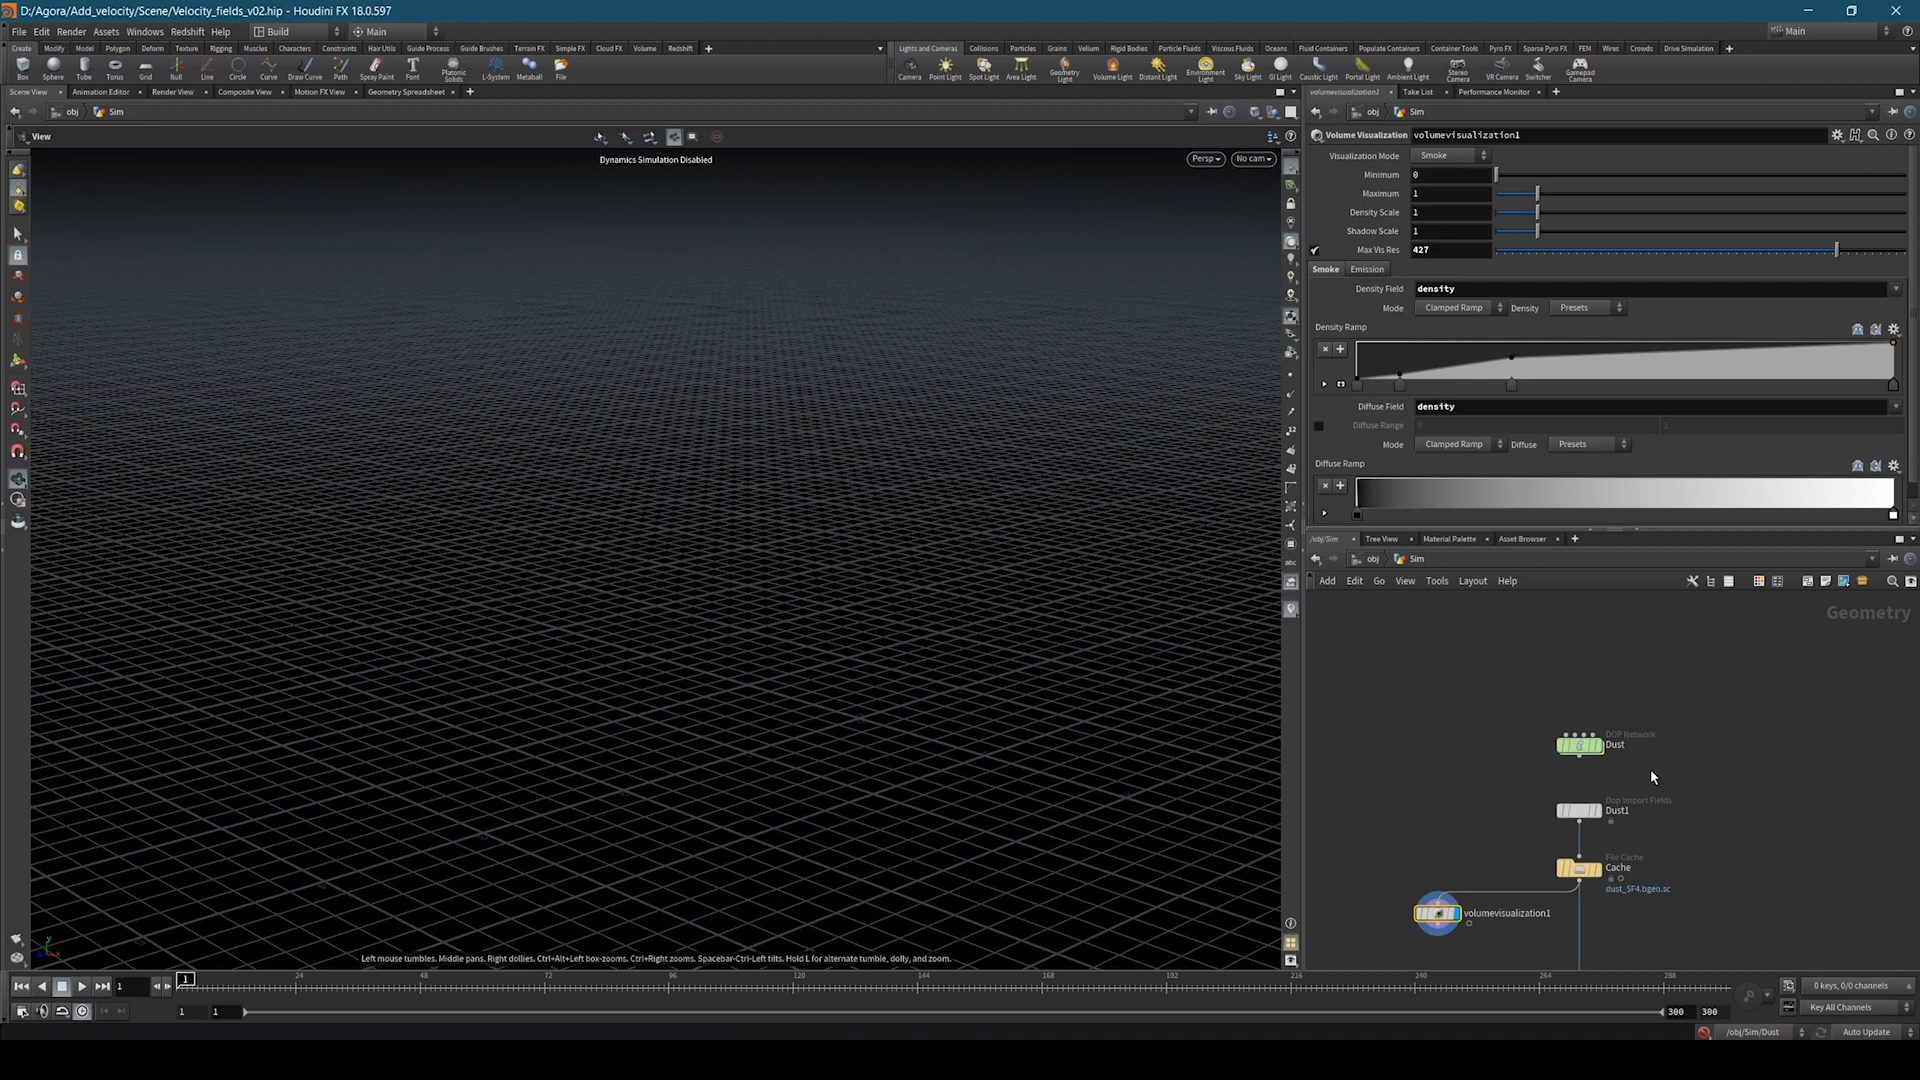 D:/Agora/Add_velocity/Scene/Velocity_fields_v02.hip - Houdini FX 18.0.597
File Edit Render Assets Windows Redshift Help Build Main Main
Create Modify Model Polygon Deform Texture Rigging Muscles Characters Constraints Hair Utils Guide Process Guide Brushes Terrain FX Simple FX Cloud FX Volume Redshift
Lights and Cameras Collisions Particles Grains Vellum Rigid Bodies Particle Fluids Viscous Fluids Oceans Fluid Containers Populate Containers Container Tools Pyro FX Sparse Pyro FX FEM Wires Crowds Drive Simulation
Box Sphere Tube Torus Grid Null Line Circle Curve Draw Curve Path Spray Paint Font Platonic Solids L-System Metaball File
Camera Point Light Spot Light Area Light Geometry Light Volume Light Distant Light Environment Light Sky Light GI Light Caustic Light Portal Light Ambient Light Stereo Camera VR Camera Switcher Gamepad Camera
Scene View Animation Editor Render View Composite View Motion FX View Geometry Spreadsheet
volumevisualization1 Take List Performance Monitor
obj Sim
obj Sim
View
Dynamics Simulation Disabled
Persp No cam
Volume Visualization volumevisualization1
Visualization Mode Smoke
Minimum 0
Maximum 1
Density Scale 1
Shadow Scale 1
Max Vis Res 427
Smoke Emission
Density Field density
Mode Clamped Ramp Density Presets
Density Ramp
Diffuse Field density
Diffuse Range 0 1
Mode Clamped Ramp Diffuse Presets
Diffuse Ramp
/obj/Sim Tree View Material Palette Asset Browser
obj Sim
Add Edit Go View Tools Layout Help
Geometry
DOP Network
Dust
Dop Import Fields
Dust1
File Cache
Cache
dust_$F4.bgeo.sc
volumevisualization1
abc
Left mouse tumbles. Middle pans. Right dollies. Ctrl+Alt+Left box-zooms. Ctrl+Right zooms. Spacebar-Ctrl-Left tilts. Hold L for alternate tumble, dolly, and zoom.
1 1 24 48 72 96 120 144 168 192 216 240 264 288
0 keys, 0/0 channels
1 1 300 300
Key All Channels
/obj/Sim/Dust Auto Update